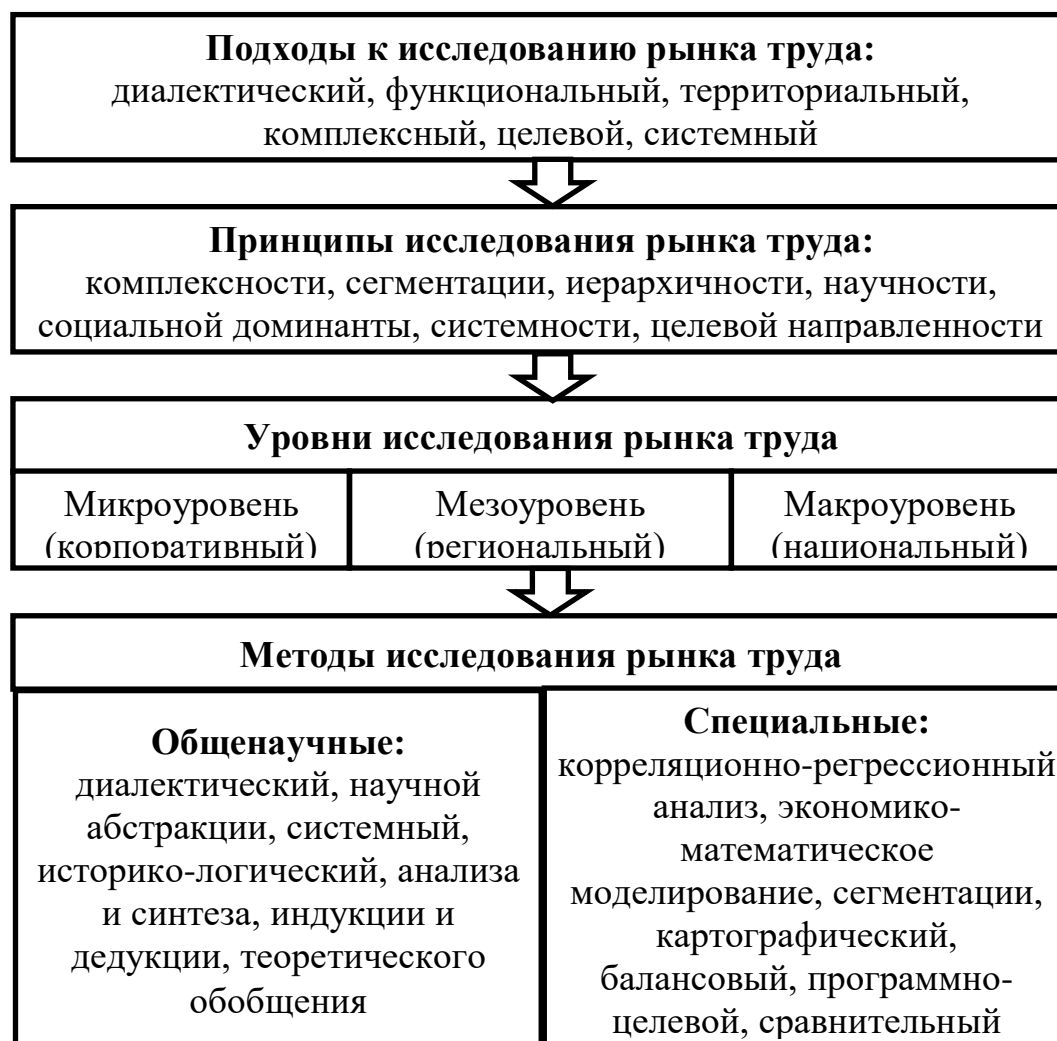 Подходы к исследованию рынка труда:
диалектический, функциональный, территориальный,
комплексный, целевой, системный
Принципы исследования рынка труда:
комплексности, сегментации, иерархичности, научности,
социальной доминанты, системности, целевой направленности
Уровни исследования рынка труда
Микроуровень
(корпоративный)
Мезоуровень
(региональный)
Макроуровень
(национальный)
Методы исследования рынка труда
Общенаучные:
диалектический, научной
абстракции, системный,
историко-логический, анализа
и синтеза, индукции и
дедукции, теоретического
обобщения
Специальные:
корреляционно-регрессионный
анализ, экономико-
математическое
моделирование, сегментации,
картографический,
балансовый, программно-
целевой, сравнительный